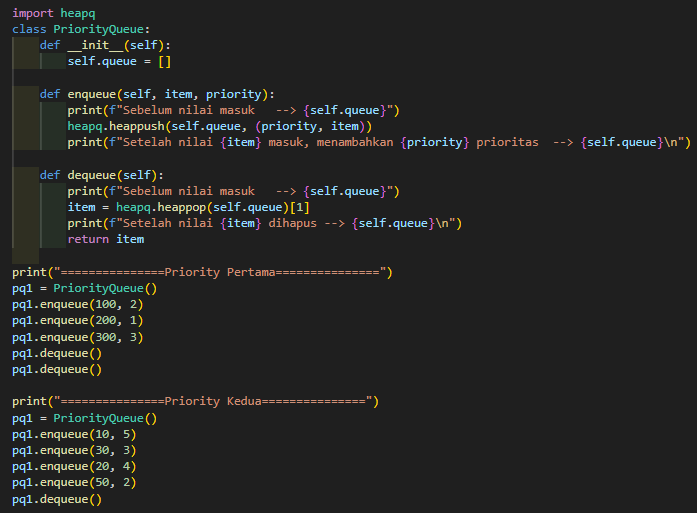 import heapq
class PriorityQueue:
    def __init__(self):
        self.queue = []

    def enqueue(self, item, priority):
        print(f"Sebelum nilai masuk   --> {self.queue}")
        heapq.heappush(self.queue, (priority, item))
        print(f"Setelah nilai {item} masuk, menambahkan {priority} prioritas  --> {self.queue}\n")

    def dequeue(self):
        print(f"Sebelum nilai masuk   --> {self.queue}")
        item = heapq.heappop(self.queue)[1]
        print(f"Setelah nilai {item} dihapus --> {self.queue}\n")
        return item

print("===============Priority Pertama===============")
pq1 = PriorityQueue()
pq1.enqueue(100, 2)
pq1.enqueue(200, 1)
pq1.enqueue(300, 3)
pq1.dequeue()
pq1.dequeue()

print("===============Priority Kedua===============")
pq1 = PriorityQueue()
pq1.enqueue(10, 5)
pq1.enqueue(30, 3)
pq1.enqueue(20, 4)
pq1.enqueue(50, 2)
pq1.dequeue()